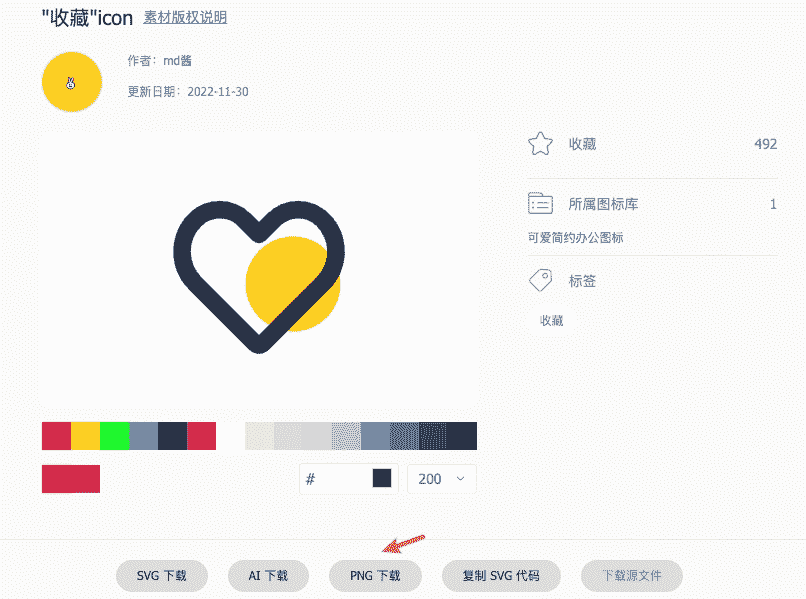 "收藏"icon 素材版权说明
作者：md酱
更新日期：2022-11-30
收藏 492
所属图标库 1
可爱简约办公图标
标签
收藏
# 200
SVG 下载 AI 下载 PNG 下载 复制 SVG 代码 下载源文件